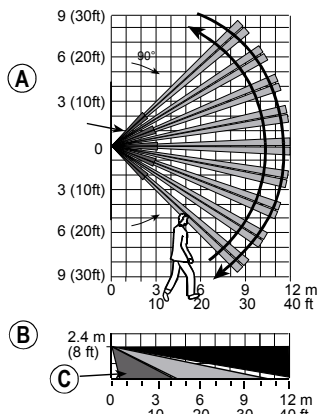 9 (30ft)
90°
6 (20ft)
A
3 (10ft)
0
3 (10ft)
6 (20ft)
9 (30ft)
0 3 6 9 12 m
10 20 30 40 ft
B
2.4 m
(8 ft)
C
0 3 6 9 12 m
10 20 30 40 ft